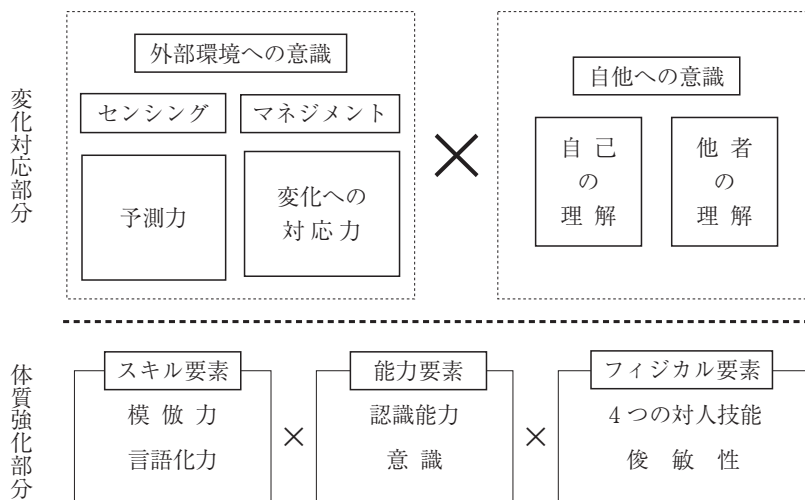 変化対応部分
外部環境への意識
センシング
マネジメント
予測力
変化への
対応力
×
自他への意識
自己
の
理解
他者
の
理解
体質強化部分
スキル要素
模倣力
言語化力
×
能力要素
認識能力
意識
×
フィジカル要素
4つの対人技能
俊敏性